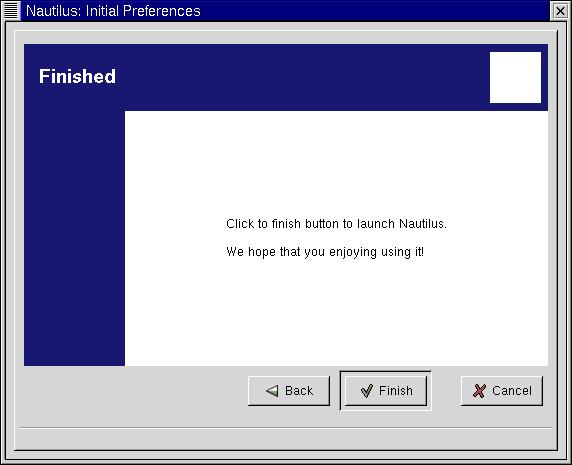 Nautilus: Initial Preferences
Finished
Click to finish button to launch Nautilus.
We hope that you enjoying using it!
Back
Finish
Cancel